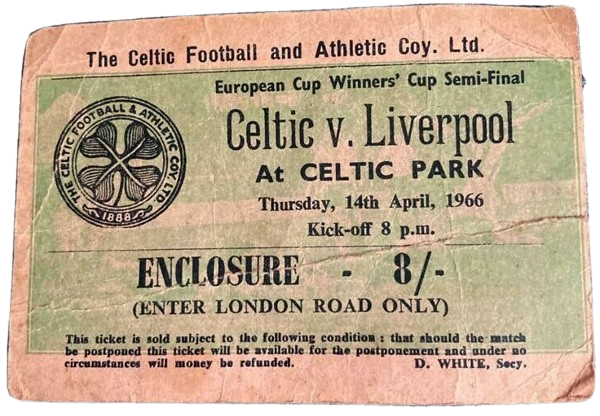 The Celtic Football and Athletic Coy. Ltd.
European Cup Winners' Cup Semi-Final
THE CELTIC FOOTBALL & ATHLETIC COY. LTD
1888
Celtic v. Liverpool
At CELTIC PARK
Thursday, 14th April, 1966
Kick-off 8 p.m.
ENCLOSURE - 8/-
(ENTER LONDON ROAD ONLY)
This ticket is sold subject to the following condition : that should the match
be postponed this ticket will be available for the postponement and under no
circumstances will money be refunded. D. WHITE, Secy.